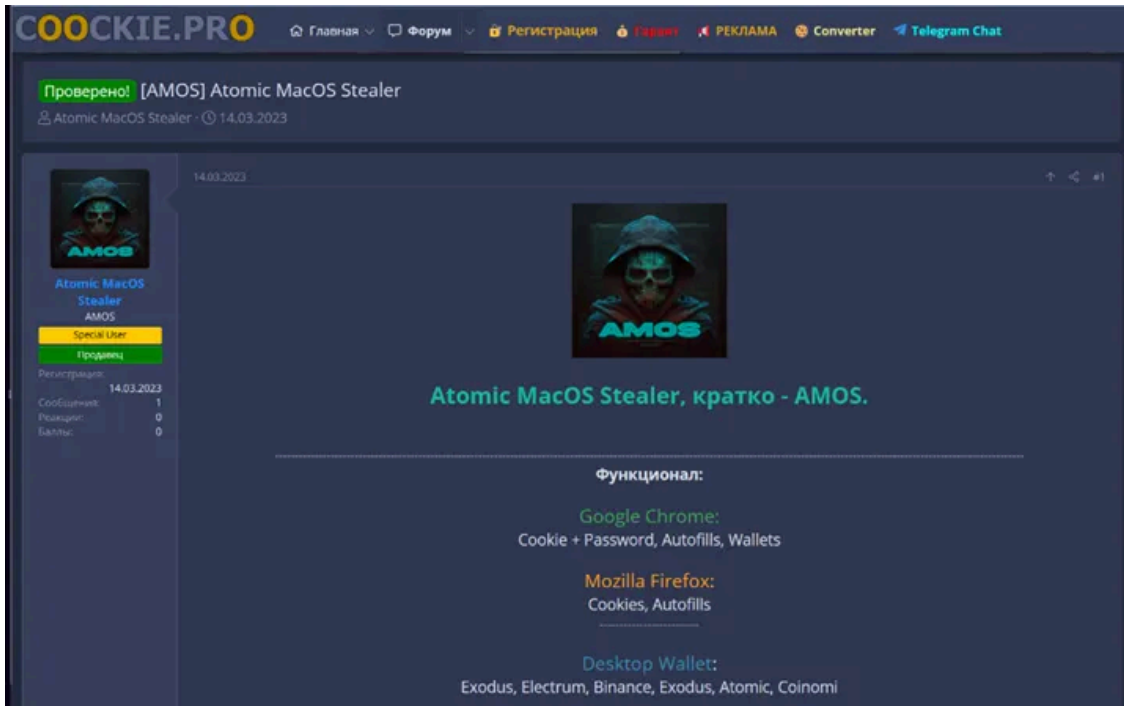 COOCKIE.PRO
Главная
Форум
Регистрация
Гарант
РЕКЛАМА
Converter
Telegram Chat
Проверено! [AMOS] Atomic MacOS Stealer
Atomic MacOS Stealer · 14.03.2023
AMOS
Atomic MacOS
Stealer
AMOS
Special User
Продавец
Регистрация:
14.03.2023
Сообщения: 1
Реакции: 0
Баллы: 0
14.03.2023
#1
AMOS
Atomic MacOS Stealer, кратко - AMOS.
Функционал:
Google Chrome:
Cookie + Password, Autofills, Wallets
Mozilla Firefox:
Cookies, Autofills
Desktop Wallet:
Exodus, Electrum, Binance, Exodus, Atomic, Coinomi